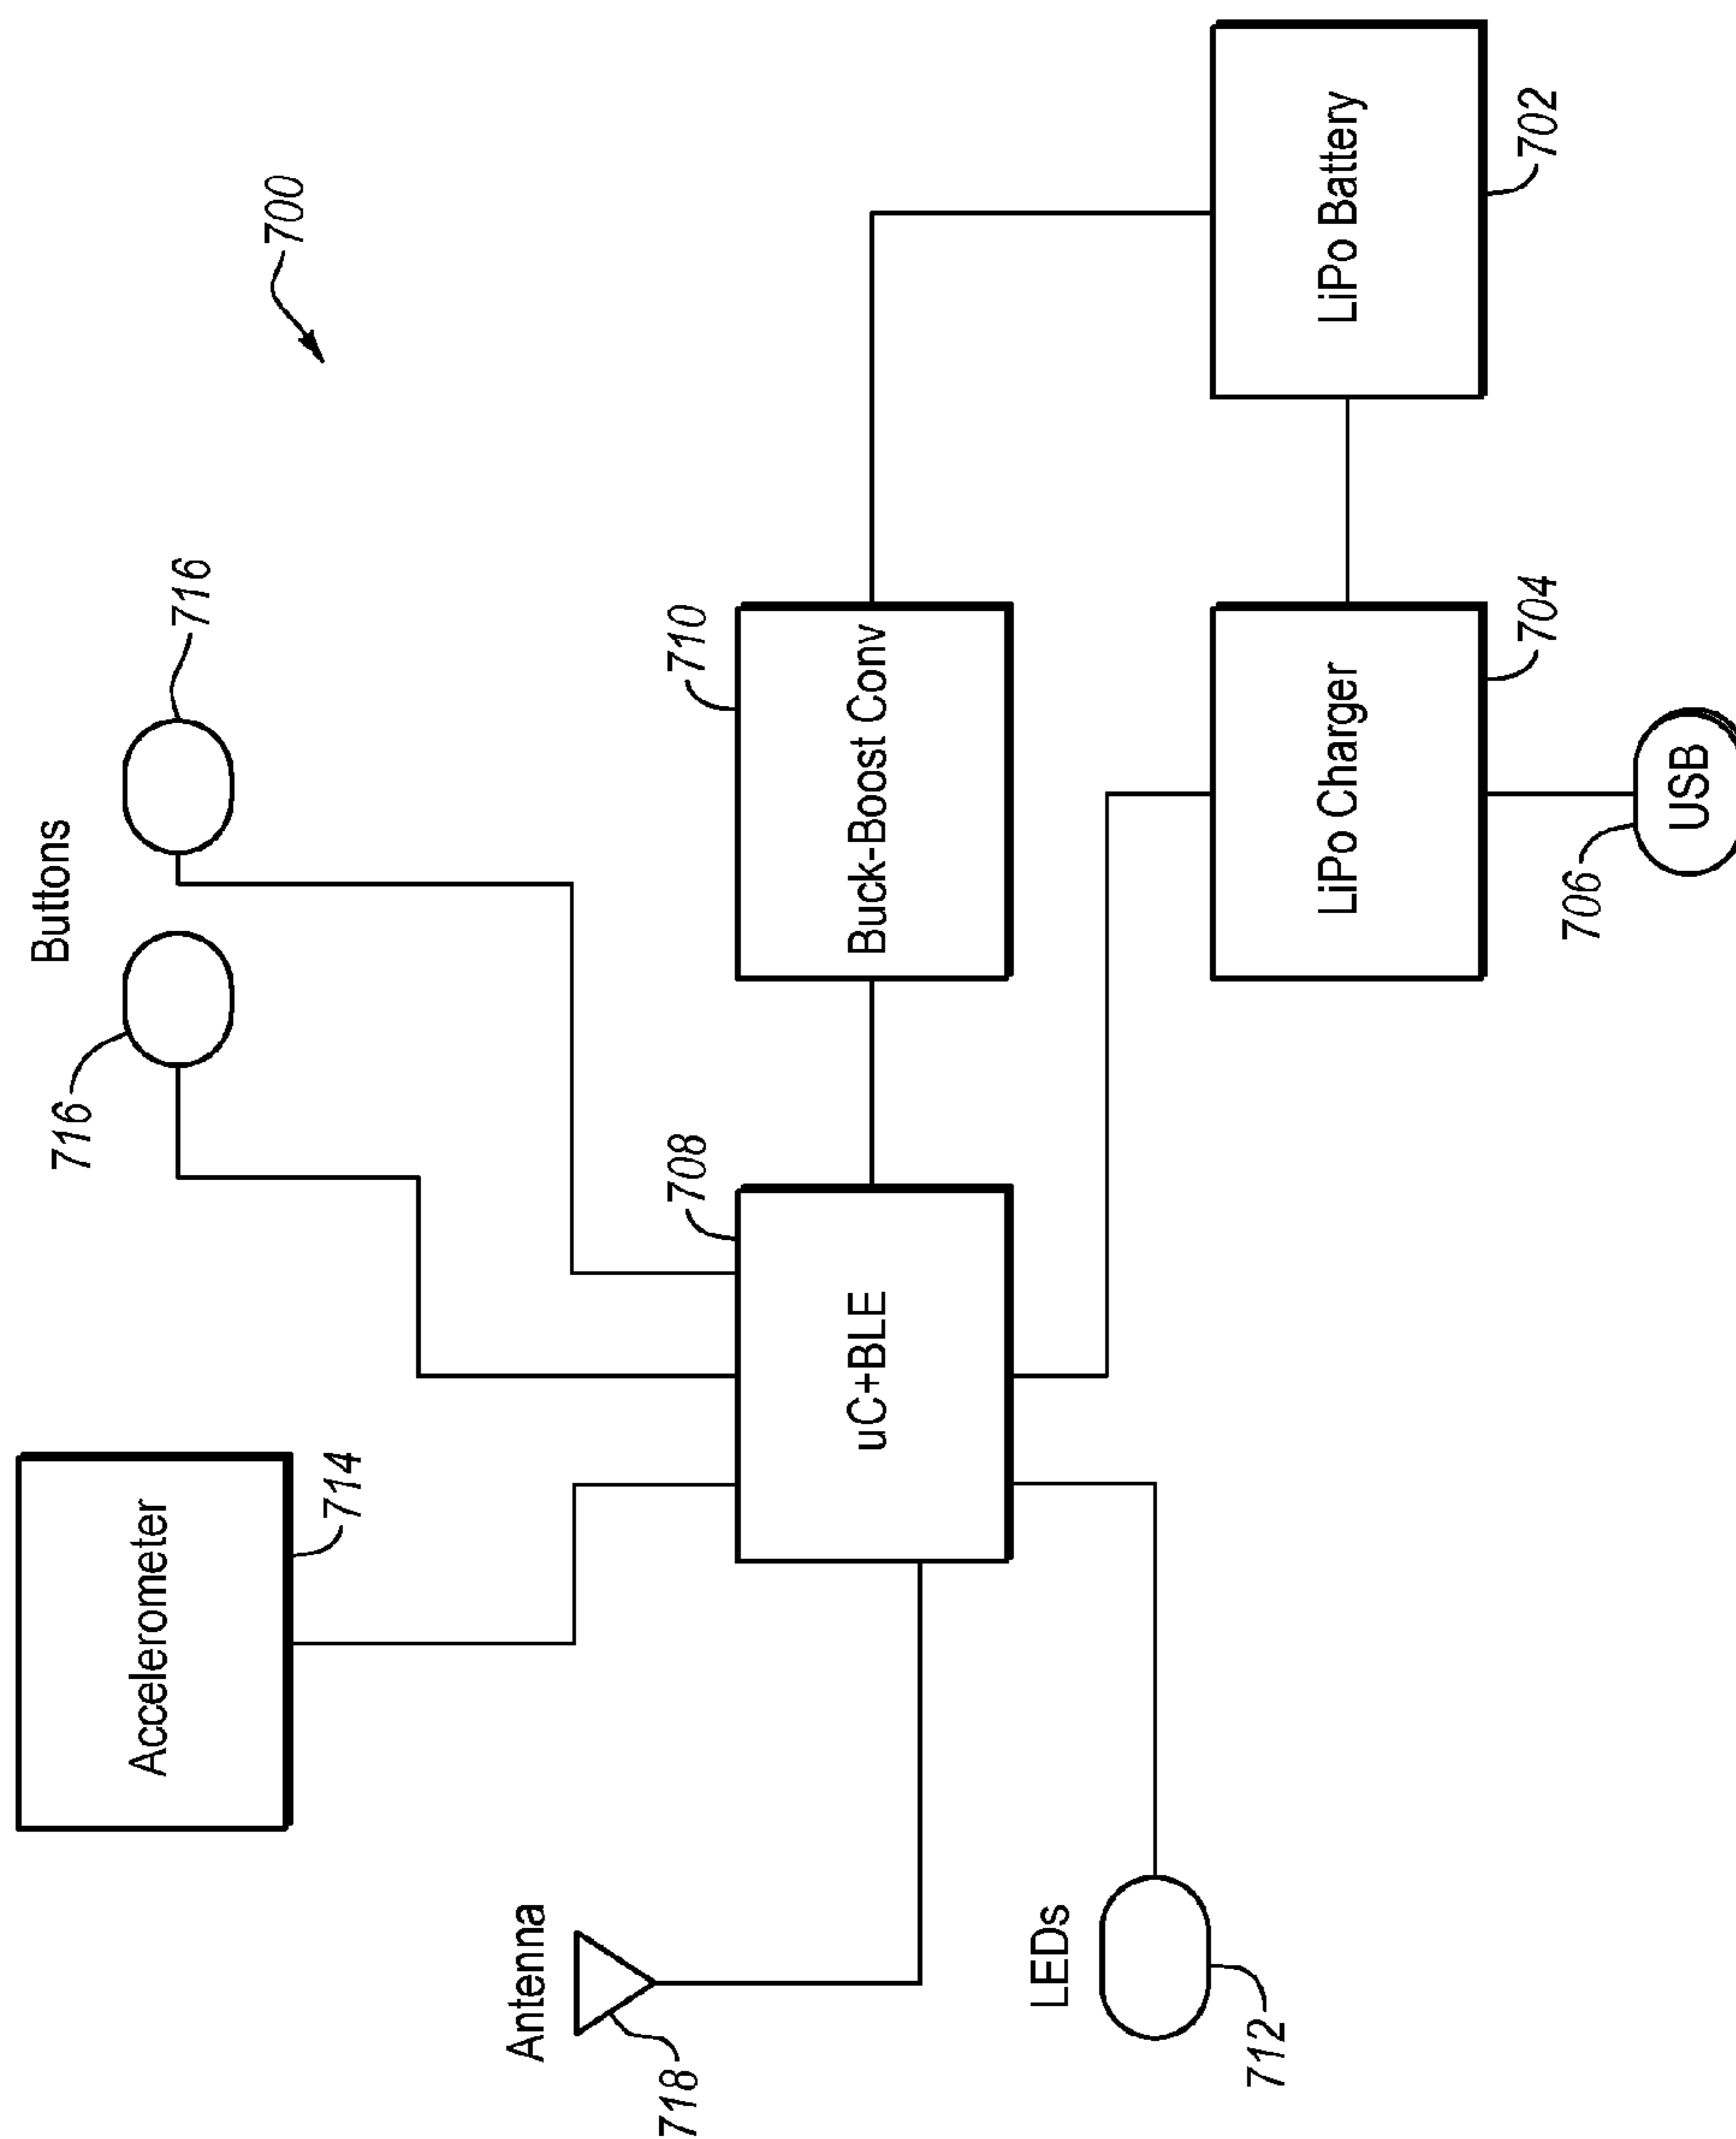 Accelerometer
714
Buttons
716
716
700
Antenna
718
708
uC+BLE
710
Buck-Boost Conv
LEDs
712
LiPo Charger
704
LiPo Battery
702
706
USB